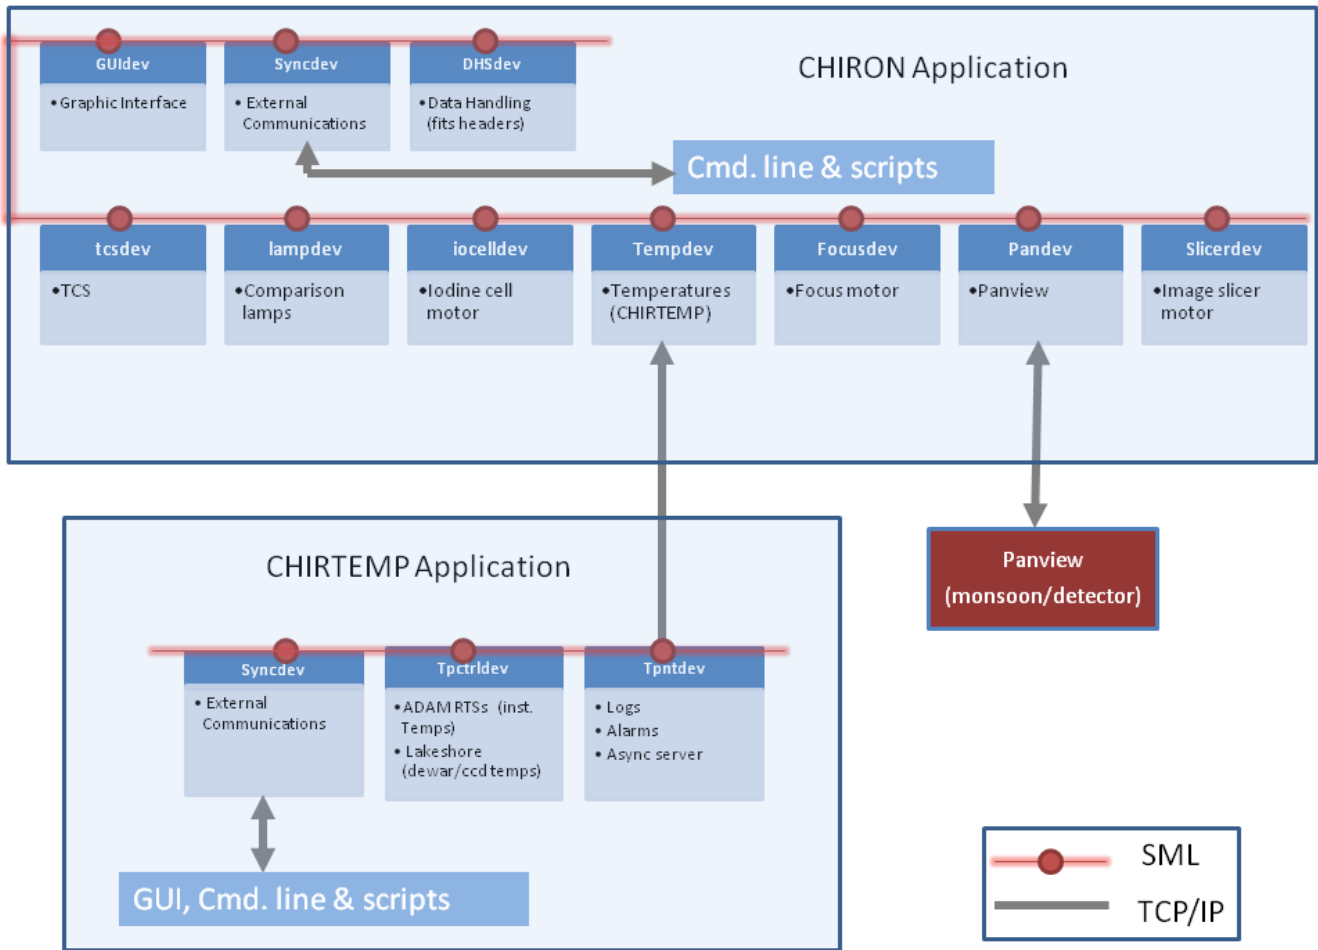 CHIRON Application
GUIdev
• Graphic Interface
Syncdev
• External
Communications
DHSdev
• Data Handling
(fits headers)
Cmd. line & scripts
tcsdev
• TCS
lampdev
• Comparison
lamps
iocelldev
• Iodine cell
motor
Tempdev
• Temperatures
(CHIRTEMP)
Focusdev
• Focus motor
Pandev
• Panview
Slicerdev
• Image slicer
motor
Panview
(monsoon/detector)
CHIRTEMP Application
Syncdev
• External
Communications
Tpctrldev
• ADAM RTSs (inst.
Temps)
• Lakeshore
(dewar/ccd temps)
Tpntdev
• Logs
• Alarms
• Async server
GUI, Cmd. line & scripts
SML
TCP/IP